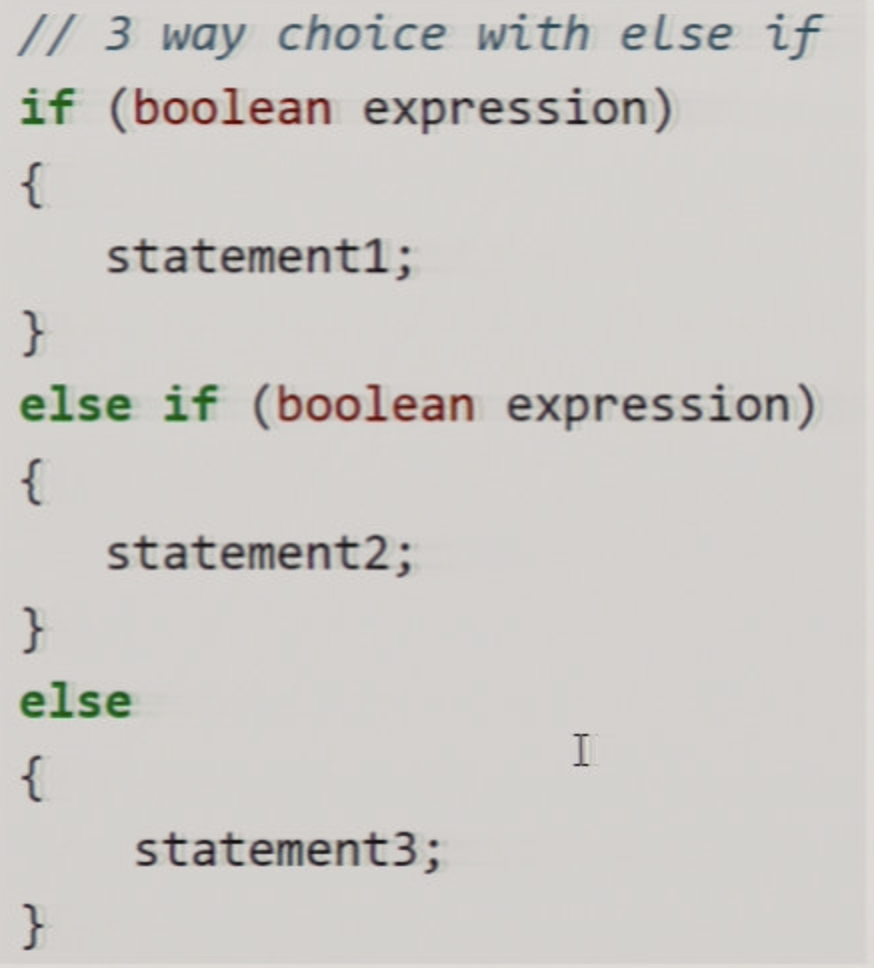 // 3 way choice with else if
if (boolean expression)
{
   statement1;
}
else if (boolean expression)
{
   statement2;
}
else
{
    statement3;
}